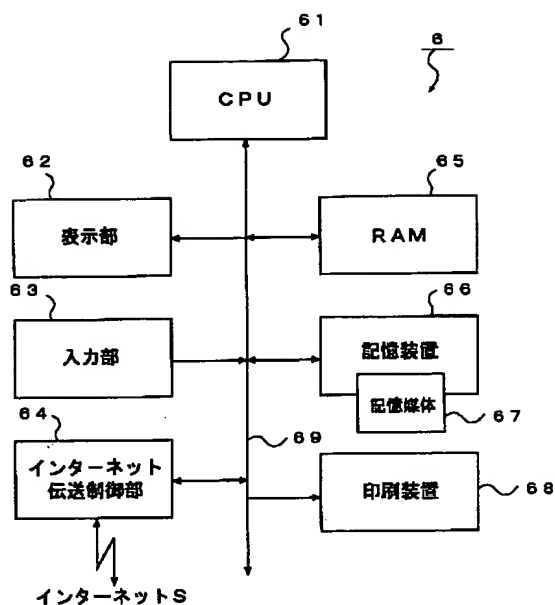 61
6
CPU
62
65
表示部
RAM
63
66
入力部
記憶装置
記憶媒体
67
64
69
インターネット
伝送制御部
印刷装置
68
インターネットS